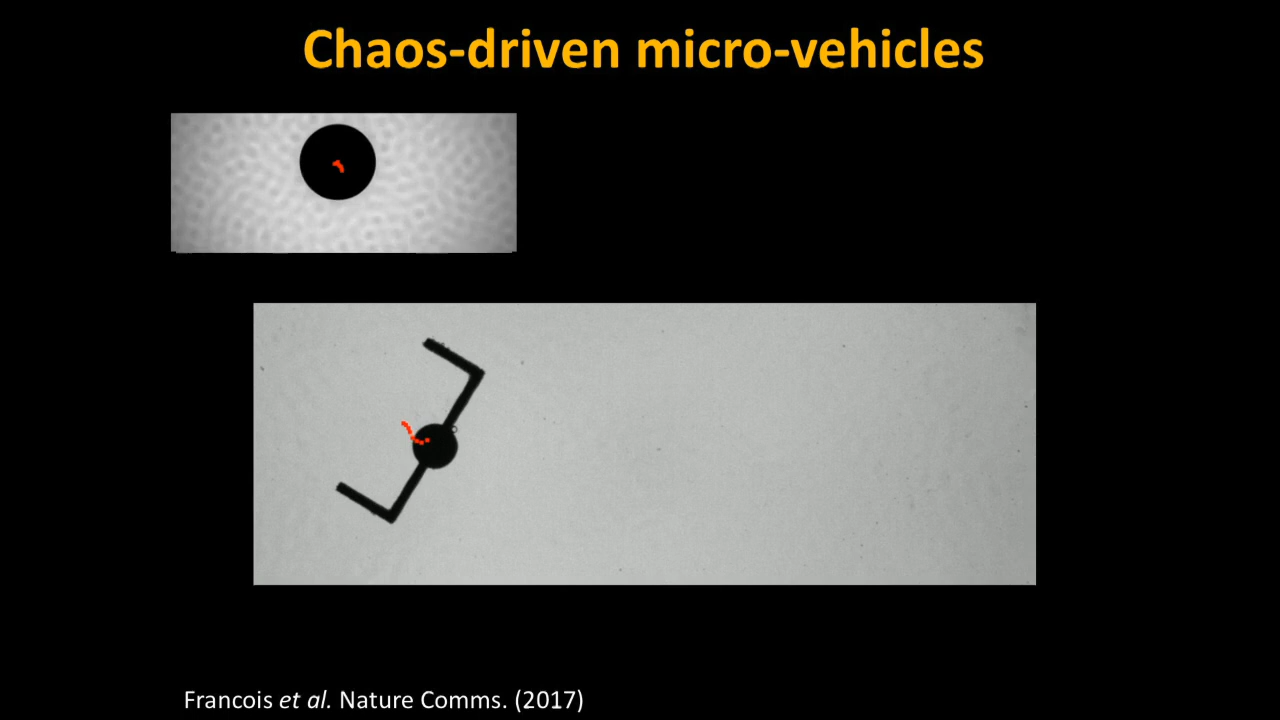 Chaos-driven micro-vehicles
Francois et al. Nature Comms. (2017)